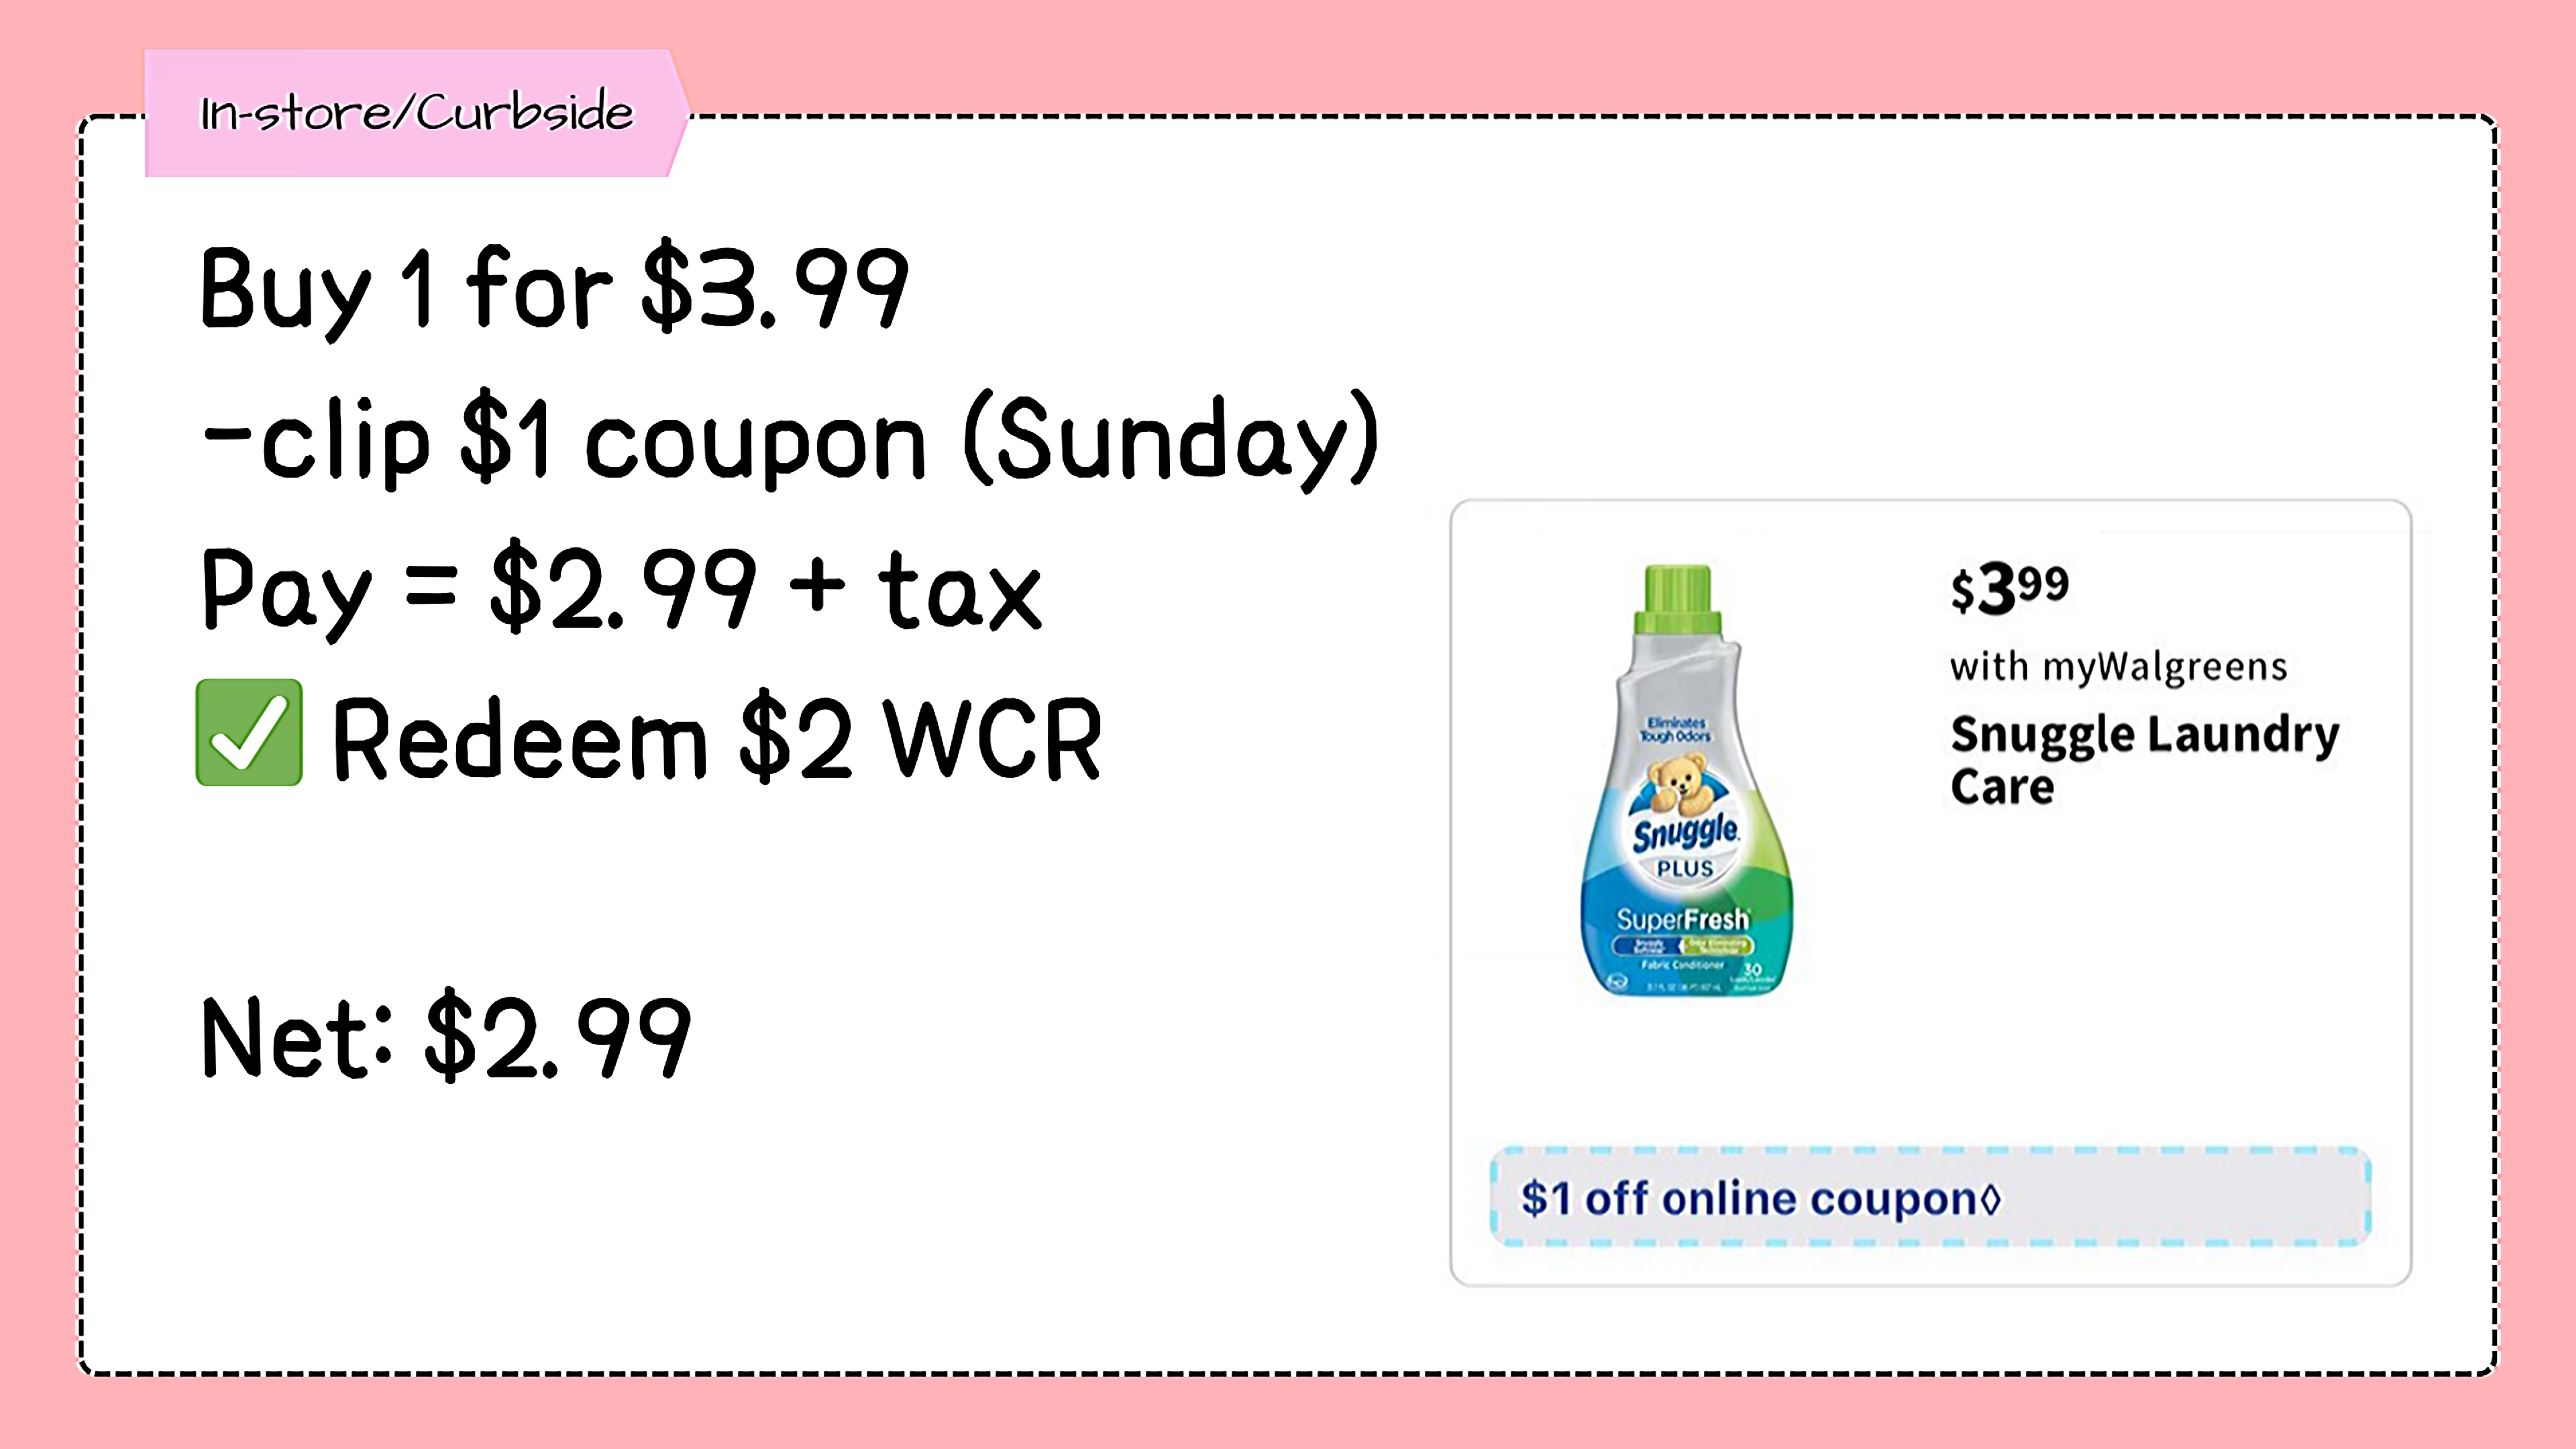 In-store/Curbside
Buy 1 for $3.99
-clip $1 coupon (Sunday)
Pay = $2.99 + tax
✅ Redeem $2 WCR
Net: $2.99
$3.99
with myWalgreens
Snuggle Laundry
Care
Eliminates
Tough Odors
Snuggle
PLUS
SuperFresh
Fabric Conditioner
30
$1 off online coupon◊